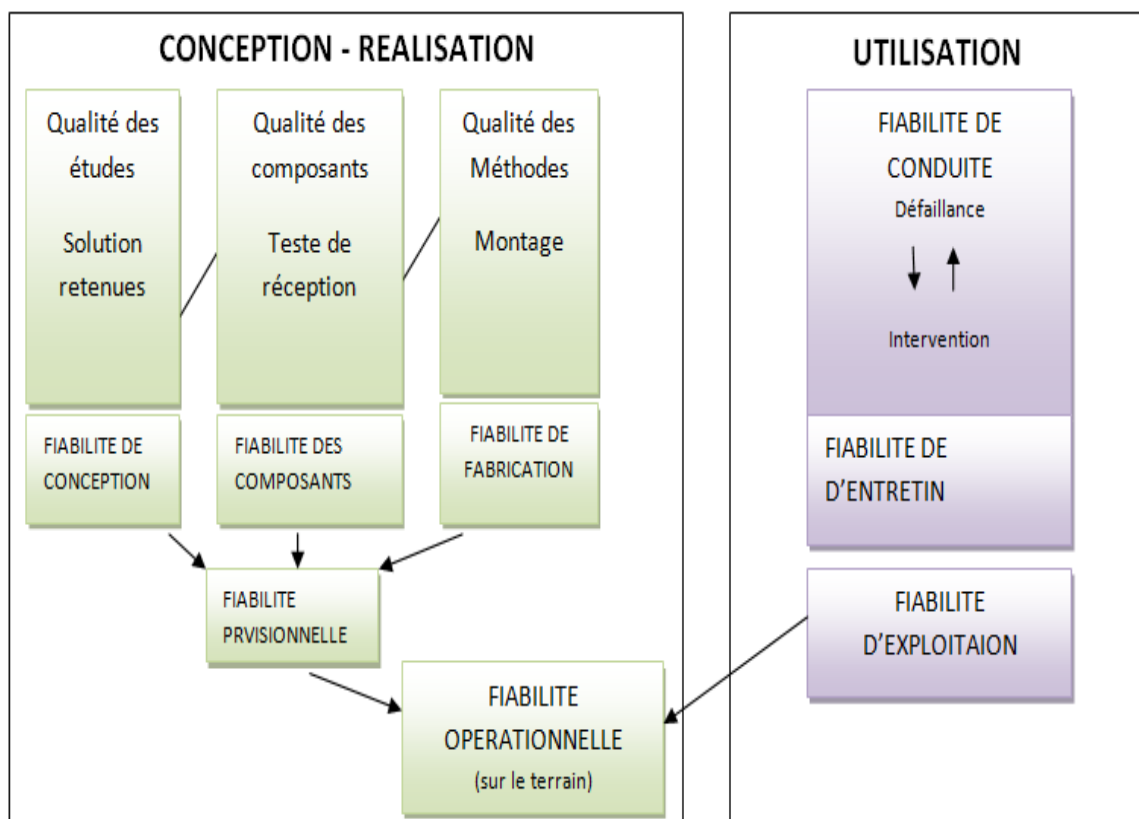 CONCEPTION - REALISATION
Qualité des
études
Solution
retenues
Qualité des
composants
Teste de
réception
Qualité des
Méthodes
Montage
FIABILITE DE
CONCEPTION
FIABILITE DES
COMPOSANTS
FIABILITE DE
FABRICATION
FIABILITE
PRVISIONNELLE
FIABILITE
OPERATIONNELLE
(sur le terrain)
UTILISATION
FIABILITE DE
CONDUITE
Défaillance
Intervention
FIABILITE DE
D’ENTRETIN
FIABILITE
D’EXPLOITAION